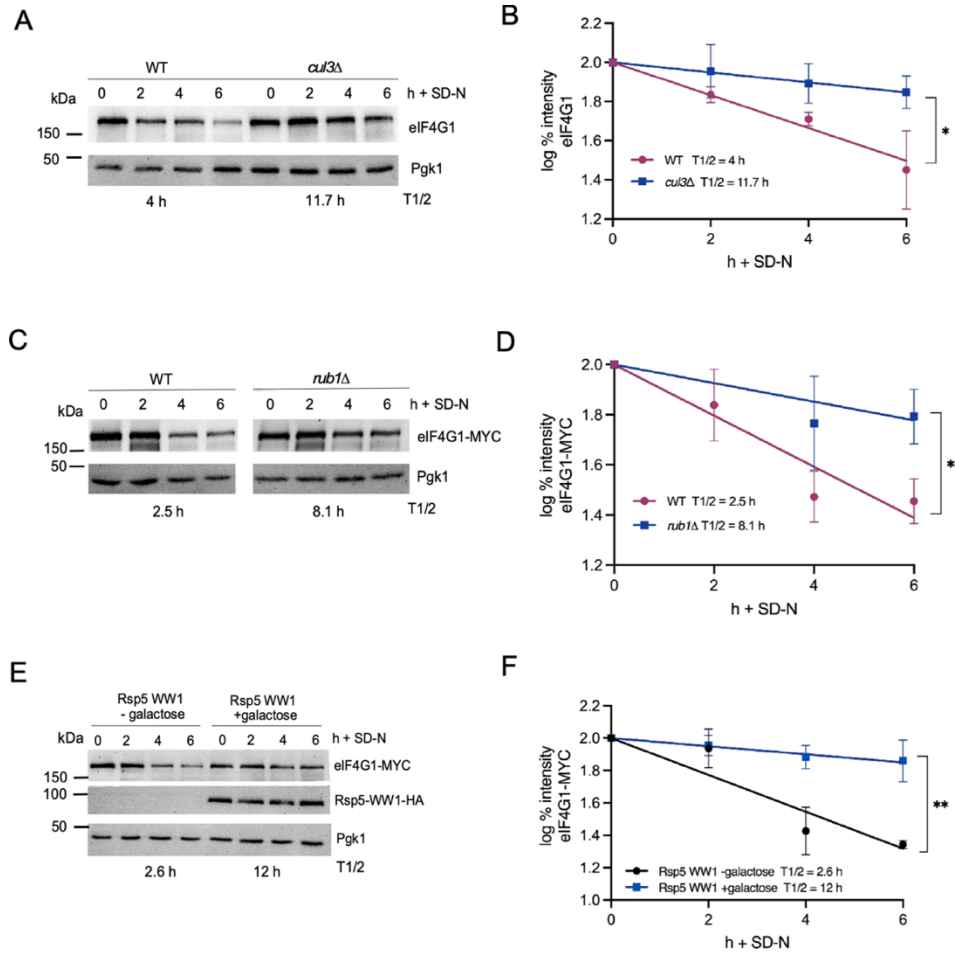 A
WT cul3Δ
kDa 0 2 4 6 0 2 4 6 h + SD-N
150 eIF4G1
50 Pgk1
4 h 11.7 h T1/2
B
log % intensity
eIF4G1
2.2
2.0
1.8
1.6
1.4
1.2
WT T1/2 = 4 h
cul3Δ T1/2 = 11.7 h
*
0 2 4 6
h + SD-N
C
WT rub1Δ
0 2 4 6 0 2 4 6 h + SD-N
kDa
150 eIF4G1-MYC
50 Pgk1
2.5 h 8.1 h T1/2
D
log % intensity
eIF4G1-MYC
2.0
1.8
1.6
1.4
1.2
WT T1/2 = 2.5 h
rub1Δ T1/2 = 8.1 h
*
0 2 4 6
h + SD-N
E
Rsp5 WW1 Rsp5 WW1
- galactose +galactose
kDa 0 2 4 6 0 2 4 6 h + SD-N
150 eIF4G1-MYC
100 Rsp5-WW1-HA
50 Pgk1
2.6 h 12 h T1/2
F
log % intensity
eIF4G1-MYC
2.2
2.0
1.8
1.6
1.4
1.2
1.0
Rsp5 WW1 -galactose T1/2 = 2.6 h
Rsp5 WW1 +galactose T1/2 = 12 h
**
0 2 4 6
h + SD-N